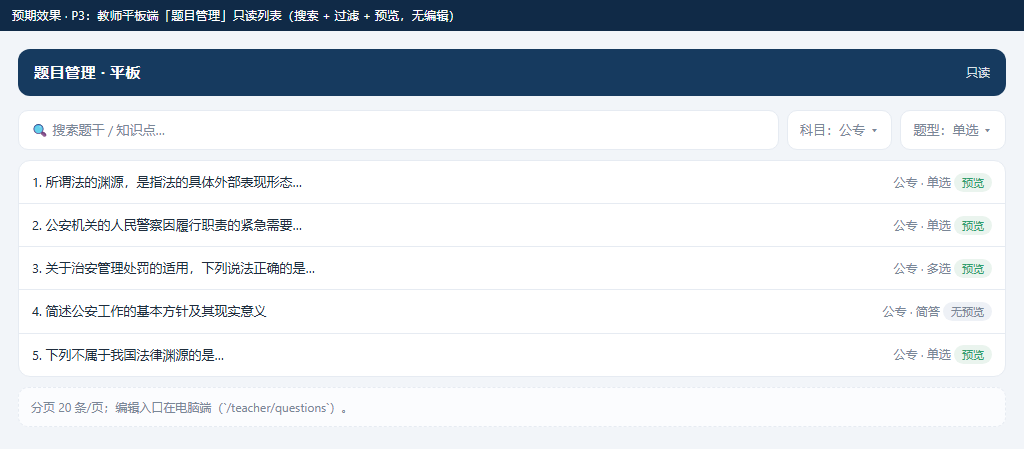 预期效果 · P3：教师平板端「题目管理」只读列表（搜索 + 过滤 + 预览，无编辑）
题目管理 · 平板 只读
🔍 搜索题干 / 知识点... 科目：公专 ▾ 题型：单选 ▾
1. 所谓法的渊源，是指法的具体外部表现形态... 公专 · 单选 预览
2. 公安机关的人民警察因履行职责的紧急需要... 公专 · 单选 预览
3. 关于治安管理处罚的适用，下列说法正确的是... 公专 · 多选 预览
4. 简述公安工作的基本方针及其现实意义 公专 · 简答 无预览
5. 下列不属于我国法律渊源的是... 公专 · 单选 预览
分页 20 条/页；编辑入口在电脑端（`/teacher/questions`）。